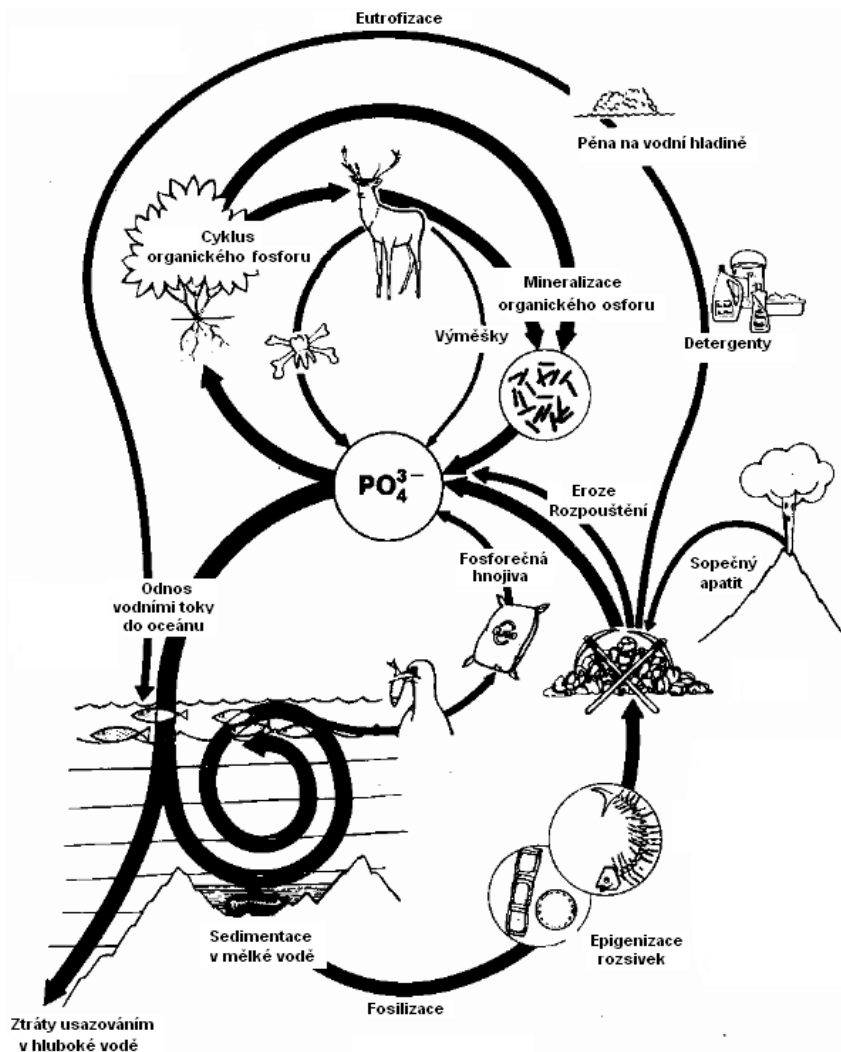 Eutrofizace
Pěna na vodní hladině
Cyklus
organického fosforu
Mineralizace
organického osforu
Výměšky
Detergenty
PO₄³⁻
Eroze
Rozpouštění
Fosforečná
hnojiva
Sopečný
apatit
Odnos
vodními toky
do oceánu
Sedimentace
v mělké vodě
Epigenizace
rozsivek
Fosilizace
Ztráty usazováním
v hluboké vodě